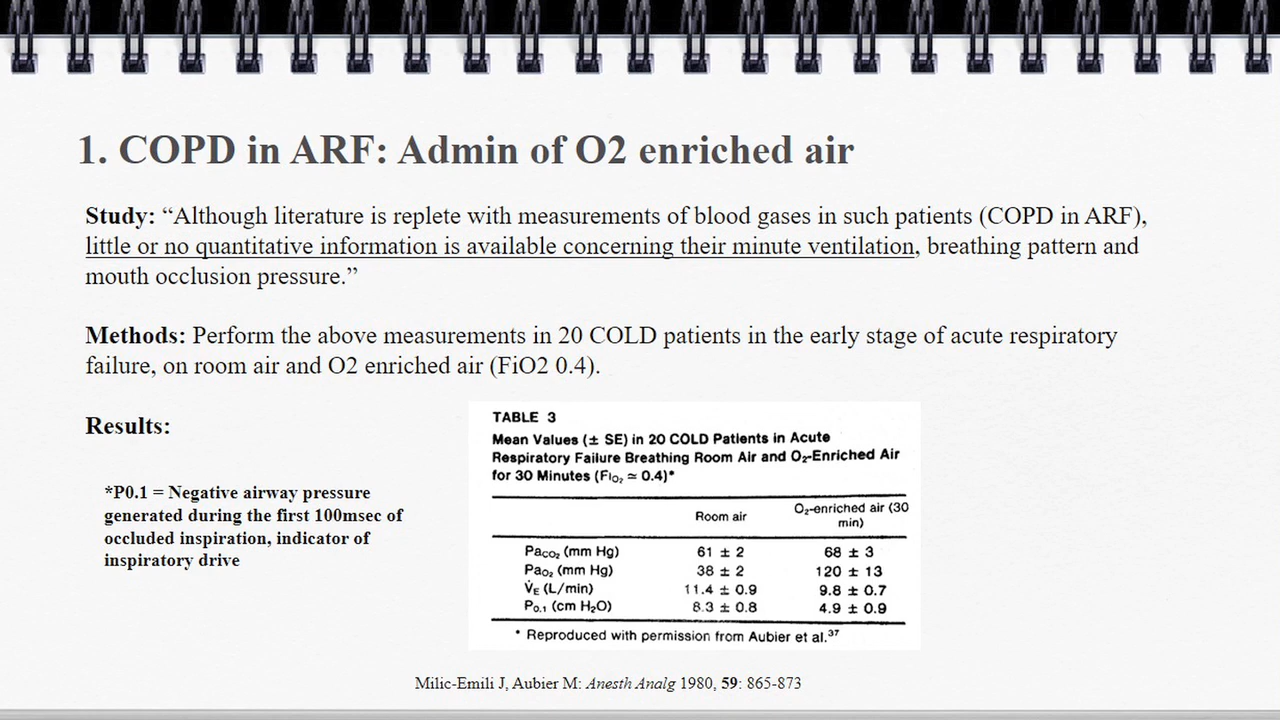 1. COPD in ARF: Admin of O2 enriched air
Study: “Although literature is replete with measurements of blood gases in such patients (COPD in ARF),
little or no quantitative information is available concerning their minute ventilation, breathing pattern and
mouth occlusion pressure.”
Methods: Perform the above measurements in 20 COLD patients in the early stage of acute respiratory
failure, on room air and O2 enriched air (FiO2 0.4).
Results:
*P0.1 = Negative airway pressure
generated during the first 100msec of
occluded inspiration, indicator of
inspiratory drive
TABLE 3
Mean Values (± SE) in 20 COLD Patients in Acute
Respiratory Failure Breathing Room Air and O₂-Enriched Air
for 30 Minutes (FIO₂ ≃ 0.4)*
Room air O₂-enriched air (30
min)
PaCO₂ (mm Hg) 61 ± 2 68 ± 3
PaO₂ (mm Hg) 38 ± 2 120 ± 13
V̇E (L/min) 11.4 ± 0.9 9.8 ± 0.7
P0.1 (cm H₂O) 8.3 ± 0.8 4.9 ± 0.9
* Reproduced with permission from Aubier et al.³⁷
Milic-Emili J, Aubier M: Anesth Analg 1980, 59: 865-873